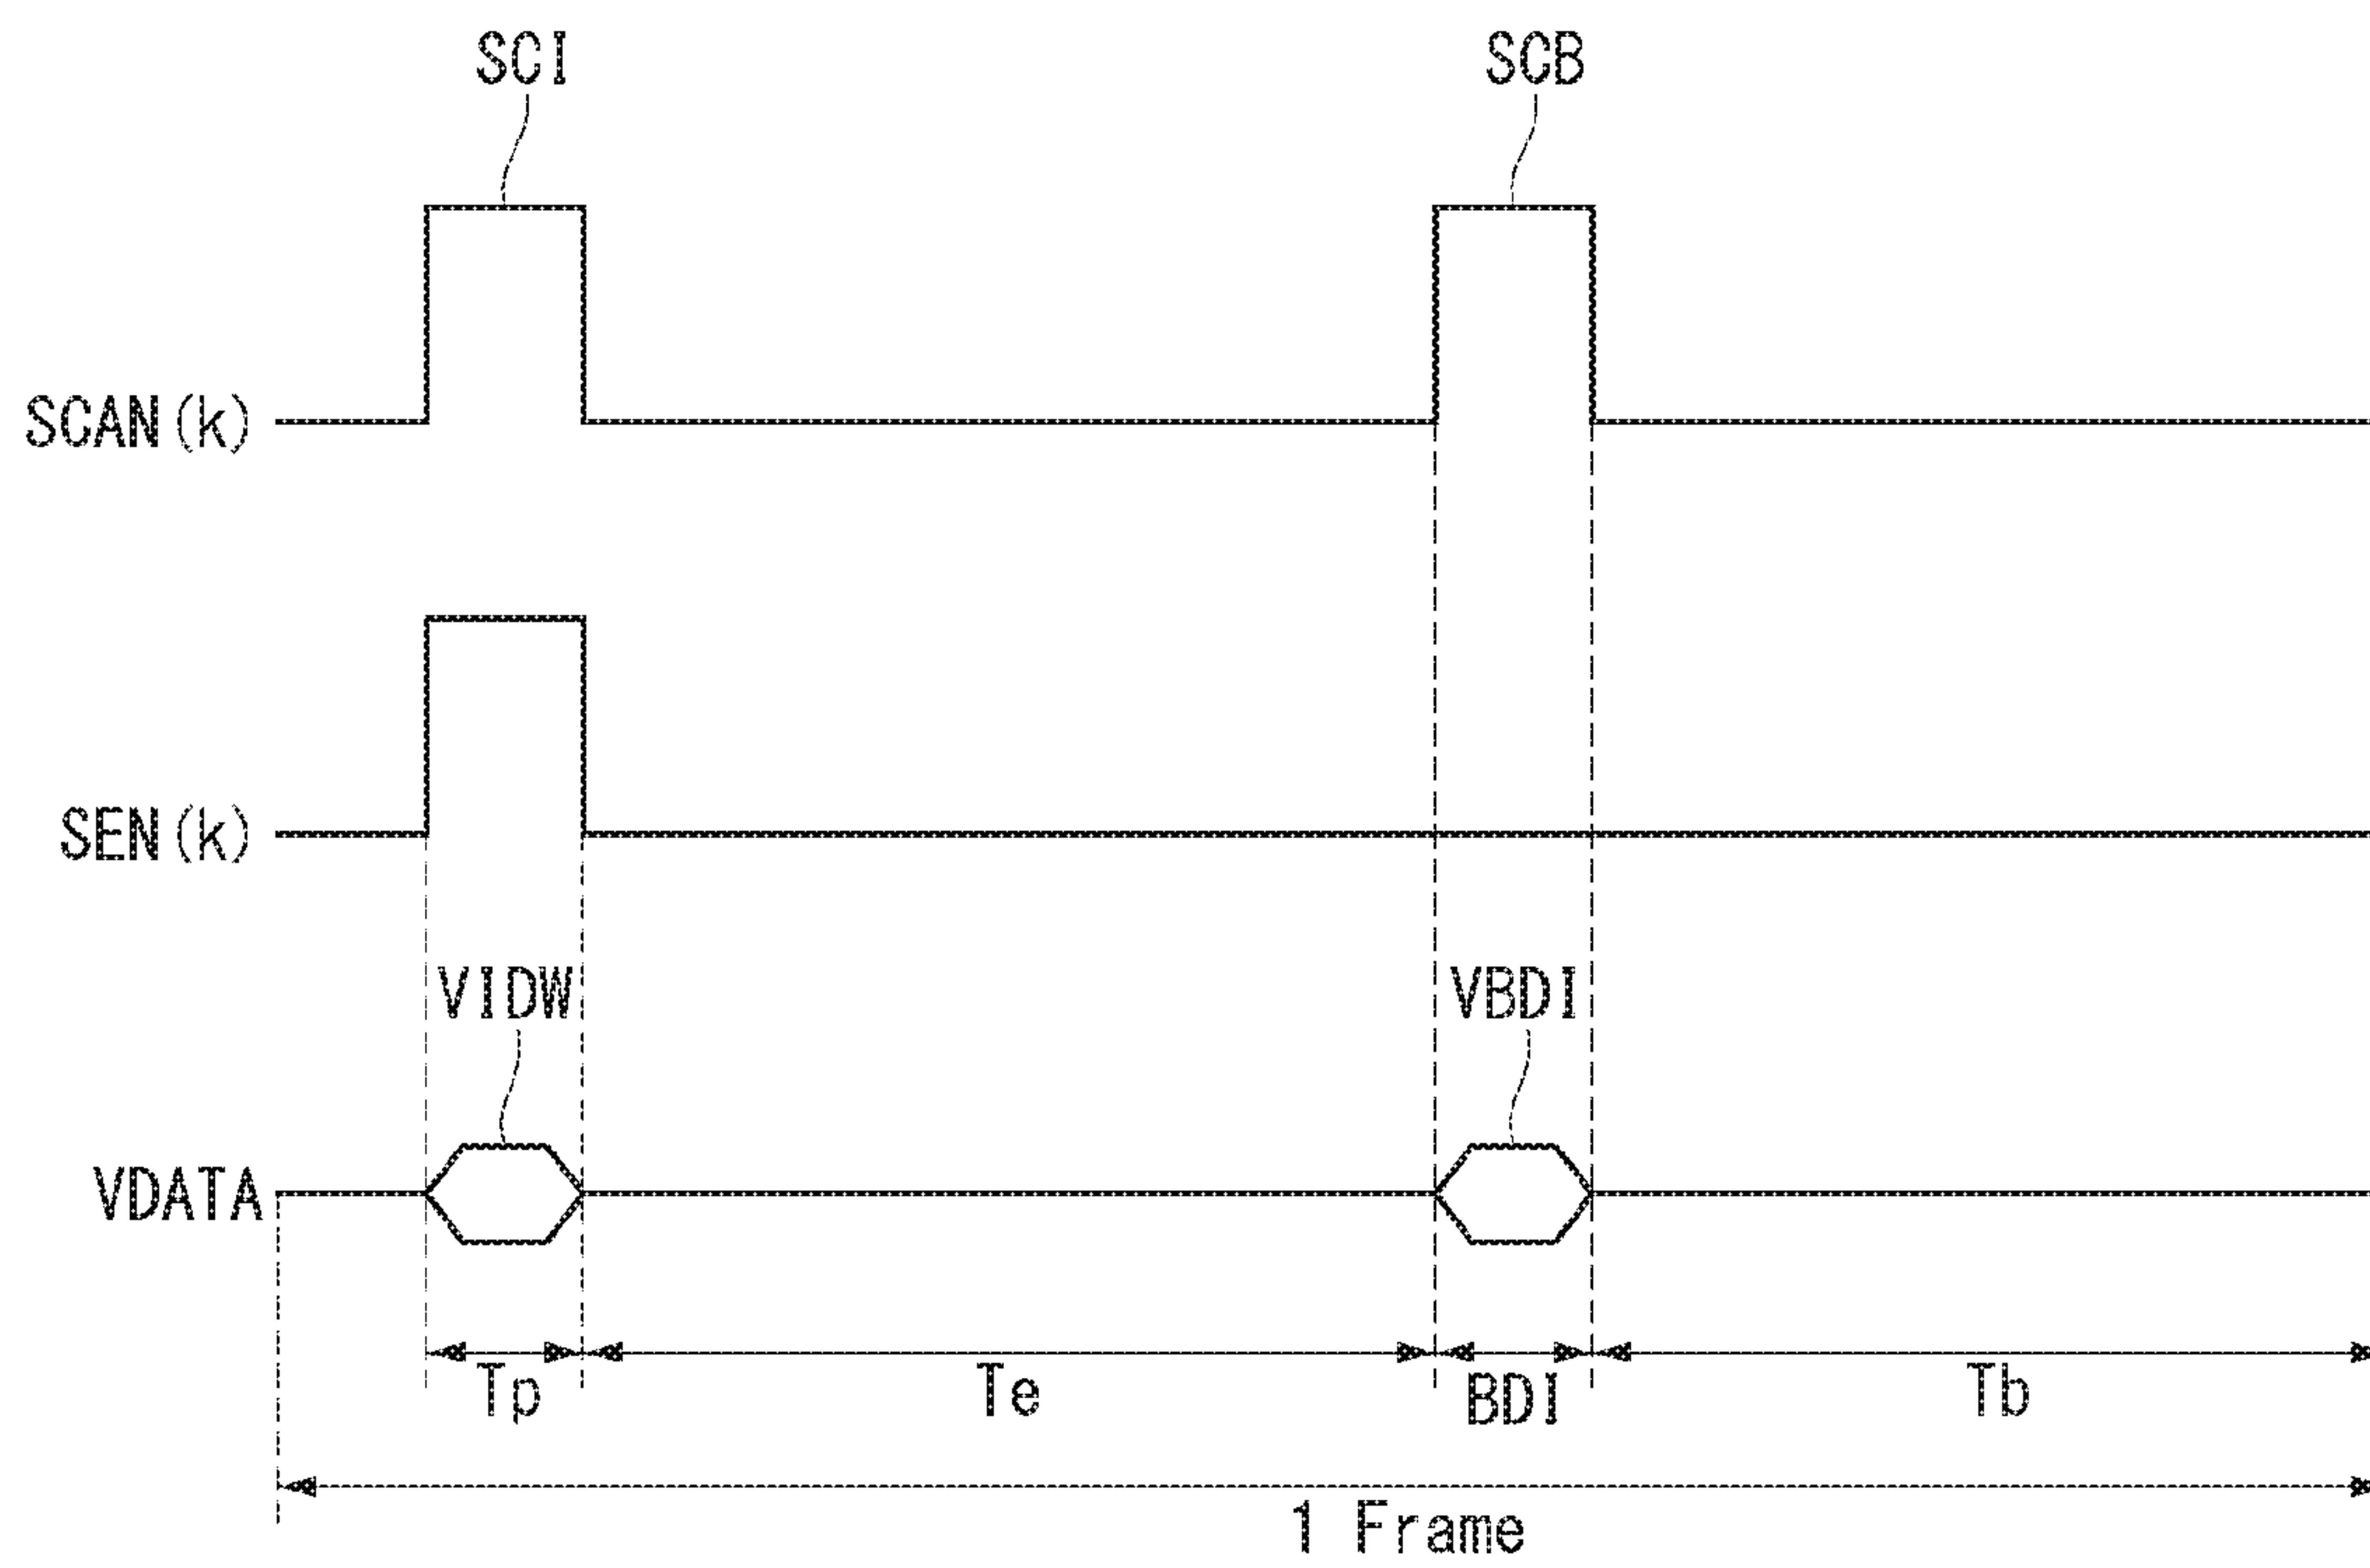 SCI SCB
SCAN(k)
SEN(k)
VIDW VBDI
VDATA
Tp Te BDI Tb
1 Frame